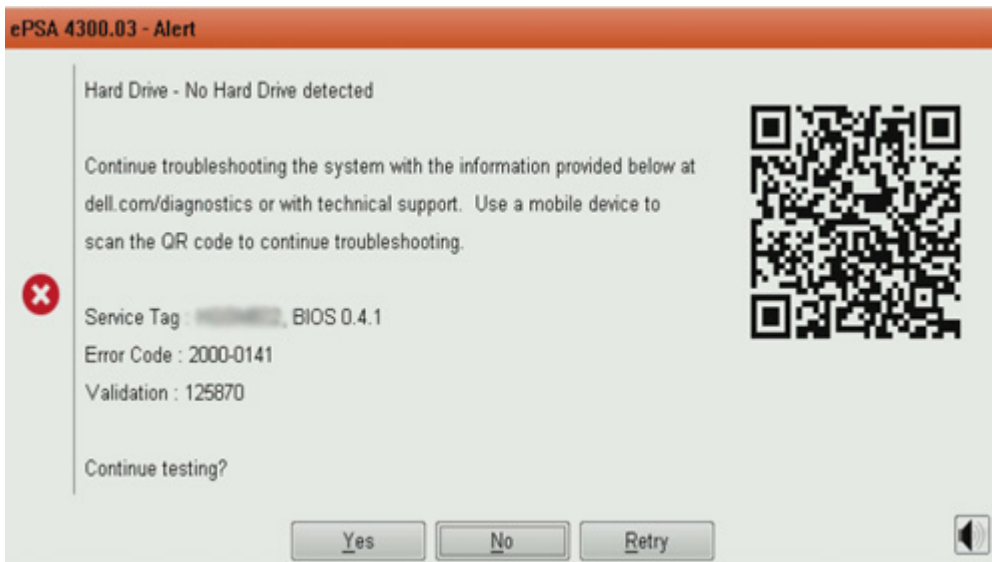 ePSA 4300.03 - Alert
Hard Drive - No Hard Drive detected
Continue troubleshooting the system with the information provided below at
dell.com/diagnostics or with technical support. Use a mobile device to
scan the QR code to continue troubleshooting.
Service Tag : , BIOS 0.4.1
Error Code : 2000-0141
Validation : 125870
Continue testing?
Yes No Retry